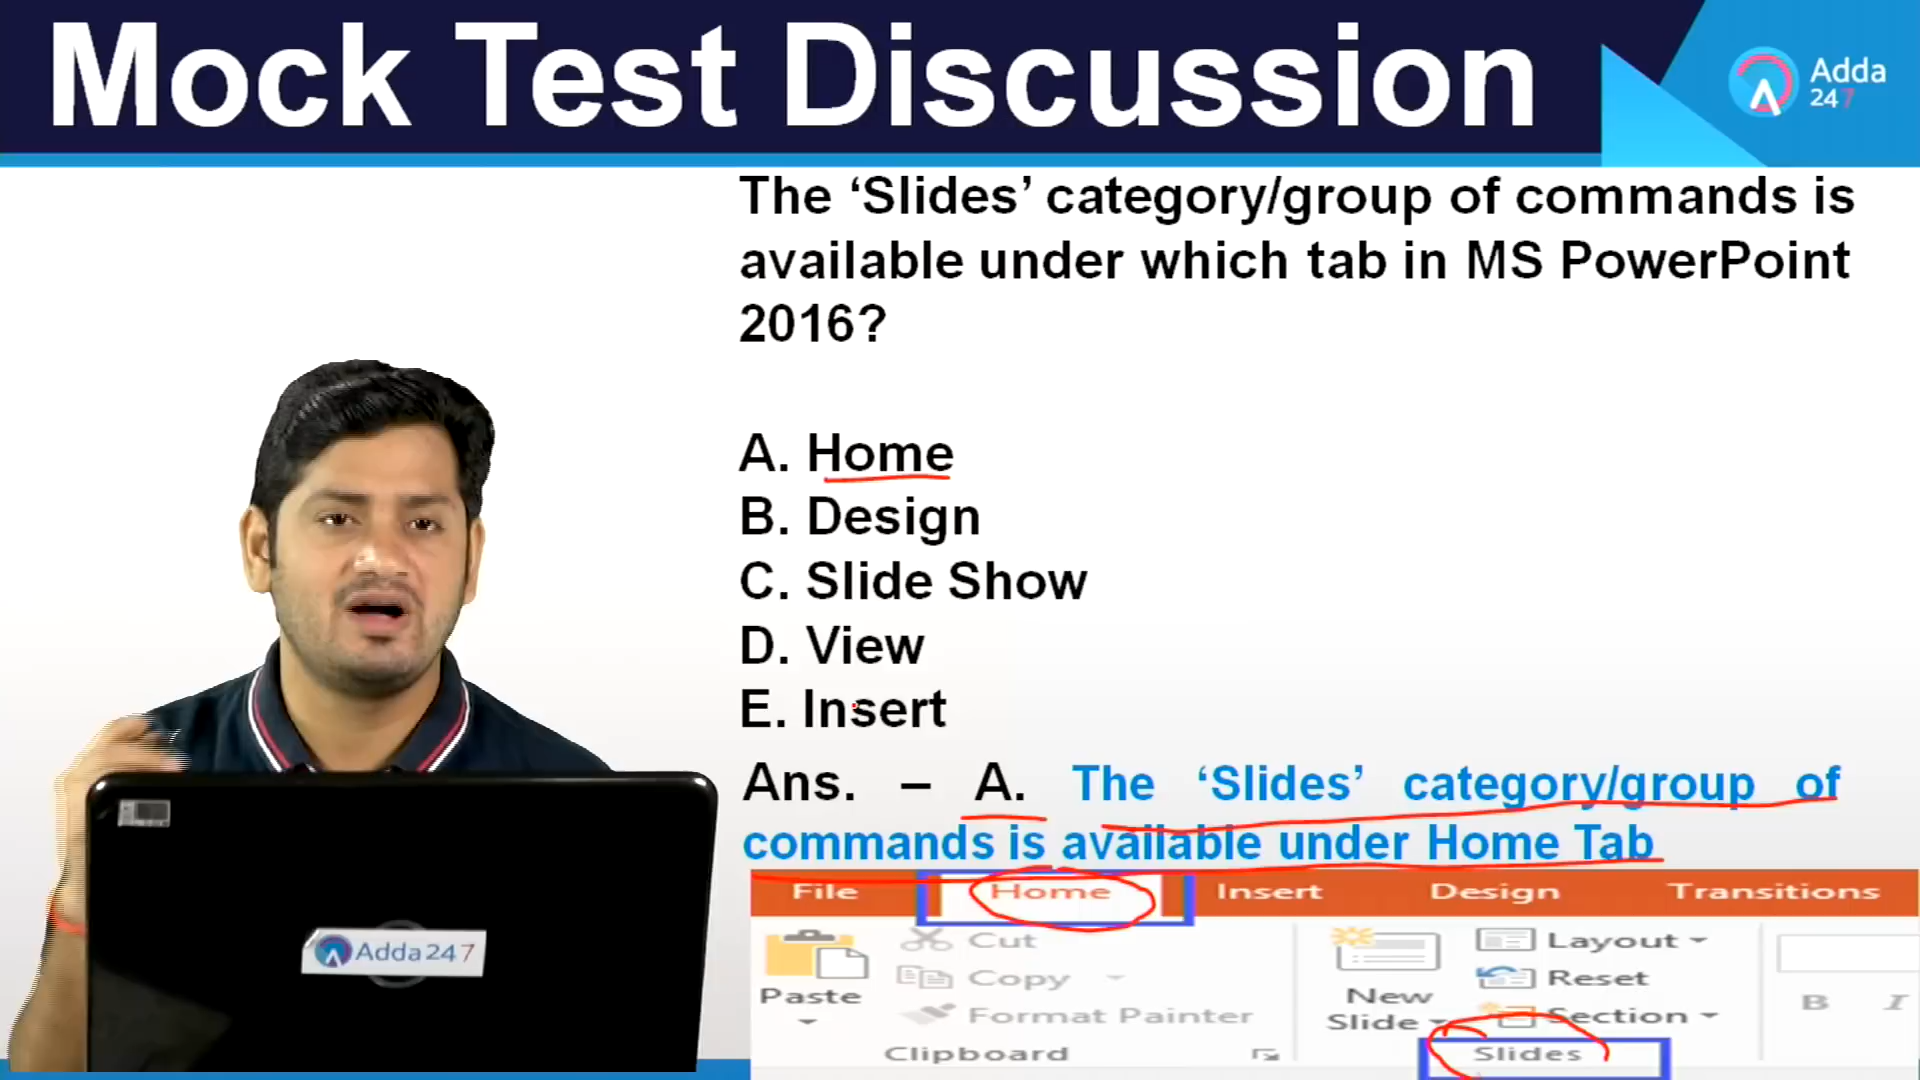 Mock Test Discussion
Adda
247
The ‘Slides’ category/group of commands is
available under which tab in MS PowerPoint
2016?
A. Home
B. Design
C. Slide Show
D. View
E. Insert
Ans. – A. The ‘Slides’ category/group of
commands is available under Home Tab
File Home Insert Design Transitions
Paste
Cut
Copy
Format Painter
Clipboard
New
Slide
Layout
Reset
Section
Slides
B I
Adda247